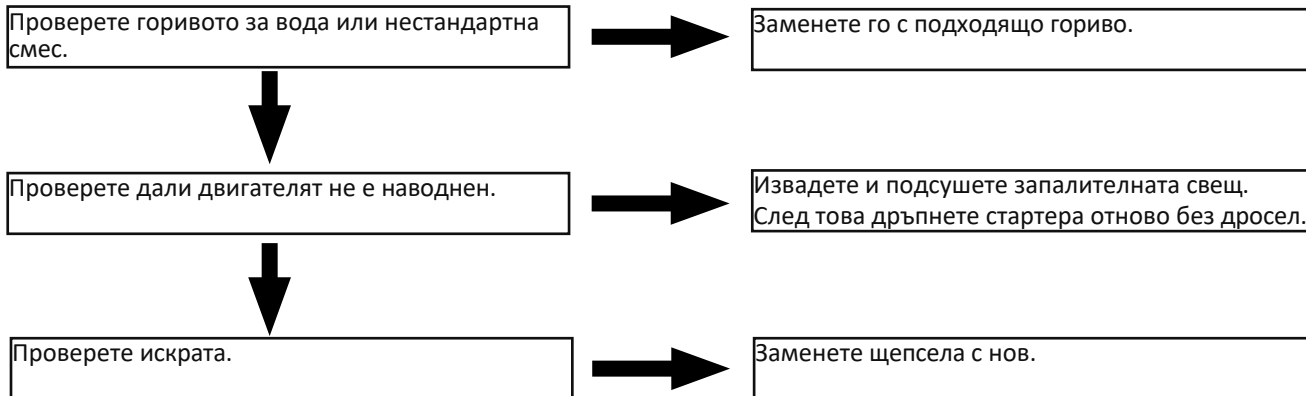 Проверете горивото за вода или нестандартна
смес.
Заменете го с подходящо гориво.
Проверете дали двигателят не е наводнен.
Извадете и подсушете запалителната свещ.
След това дръпнете стартера отново без дросел.
Проверете искрата.
Заменете щепсела с нов.